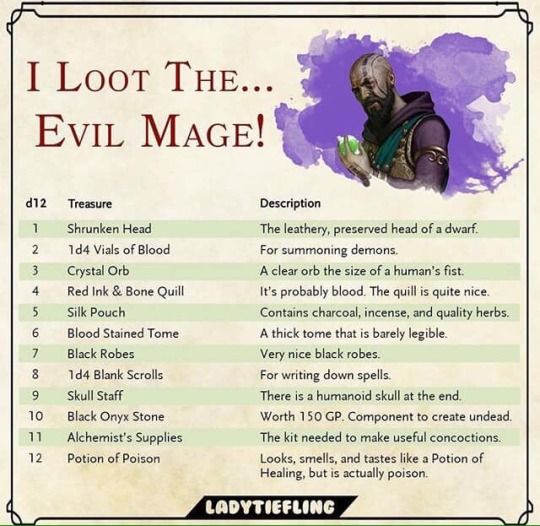 I Loot The...
Evil Mage!
d12 Treasure Description
1 Shrunken Head The leathery, preserved head of a dwarf.
2 1d4 Vials of Blood For summoning demons.
3 Crystal Orb A clear orb the size of a human's fist.
4 Red Ink & Bone Quill It's probably blood. The quill is quite nice.
5 Silk Pouch Contains charcoal, incense, and quality herbs.
6 Blood Stained Tome A thick tome that is barely legible.
7 Black Robes Very nice black robes.
8 1d4 Blank Scrolls For writing down spells.
9 Skull Staff There is a humanoid skull at the end.
10 Black Onyx Stone Worth 150 GP. Component to create undead.
11 Alchemist's Supplies The kit needed to make useful concoctions.
12 Potion of Poison Looks, smells, and tastes like a Potion of
Healing, but is actually poison.
LADYTIEFLING